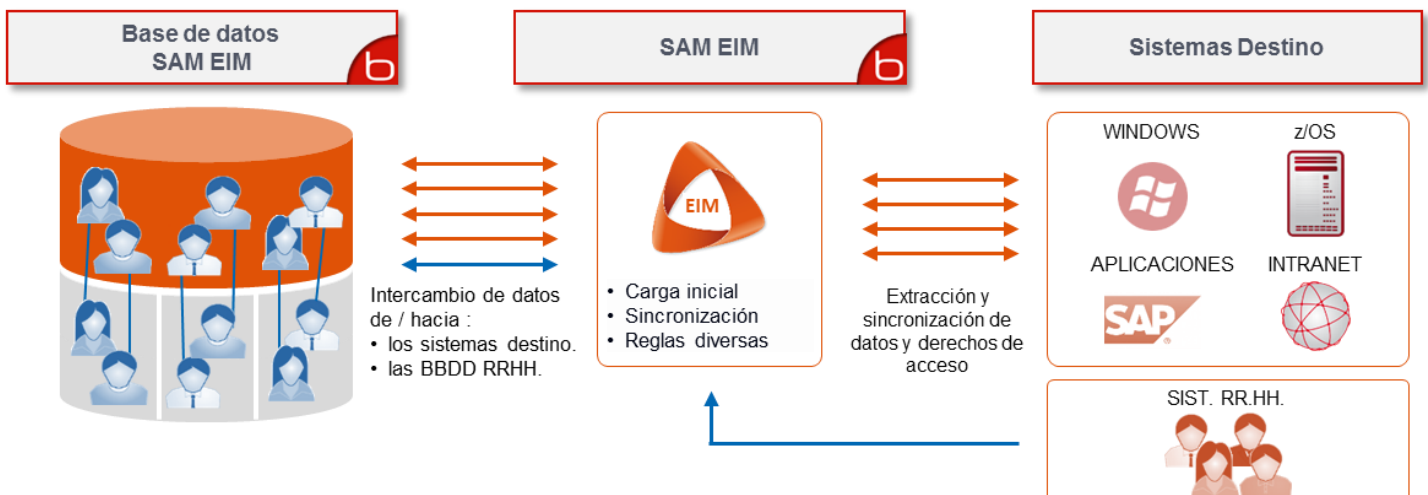 Base de datos
SAM EIM
b
SAM EIM
b
Sistemas Destino
EIM
Intercambio de datos
de / hacia :
• los sistemas destino.
• las BBDD RRHH.
• Carga inicial
• Sincronización
• Reglas diversas
Extracción y
sincronización de
datos y derechos de
acceso
WINDOWS
z/OS
APLICACIONES
INTRANET
SAP
SIST. RR.HH.